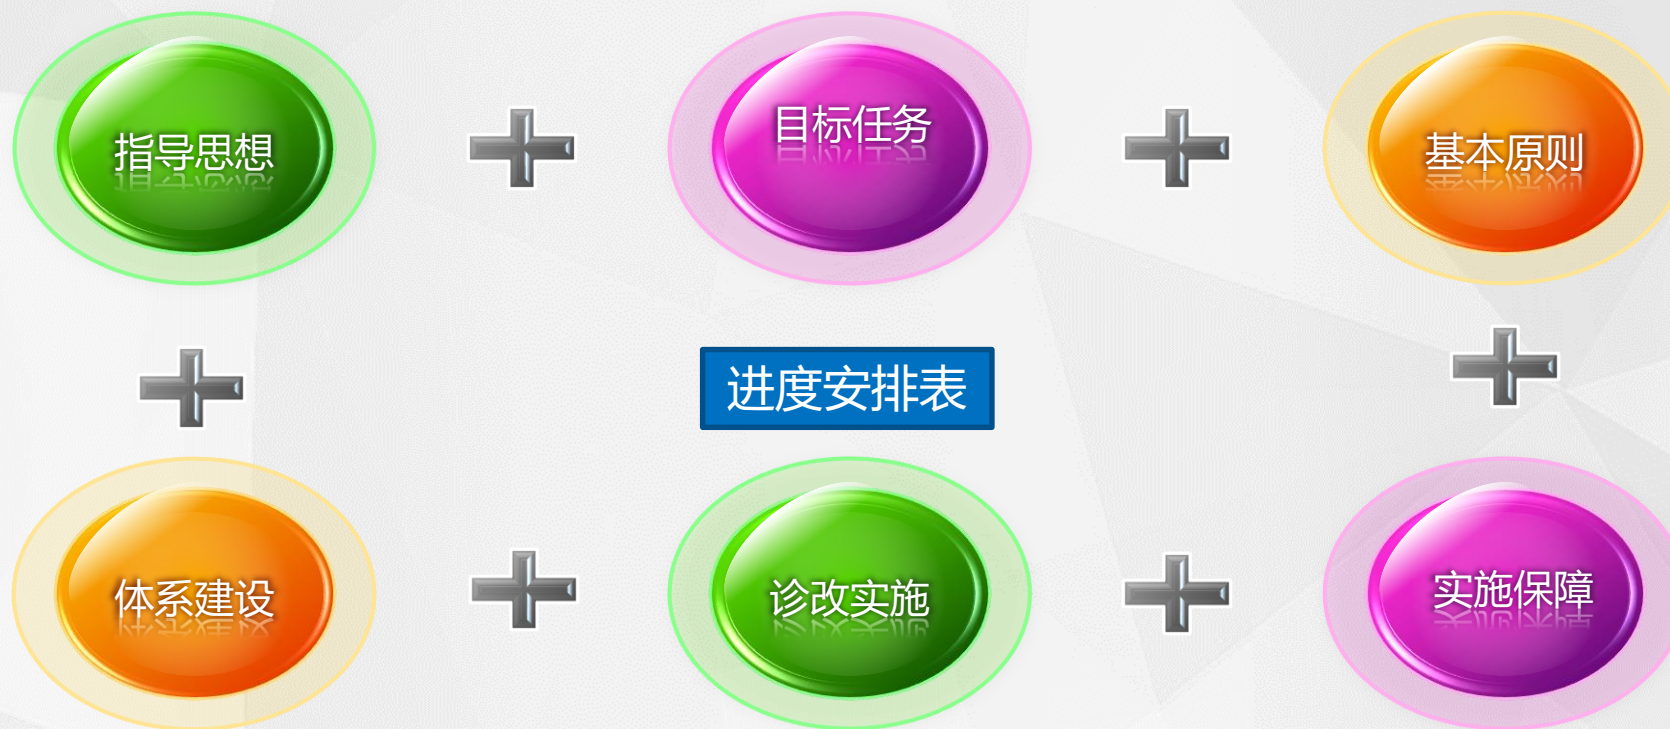 指导思想
目标任务
基本原则
进度安排表
体系建设
诊改实施
实施保障